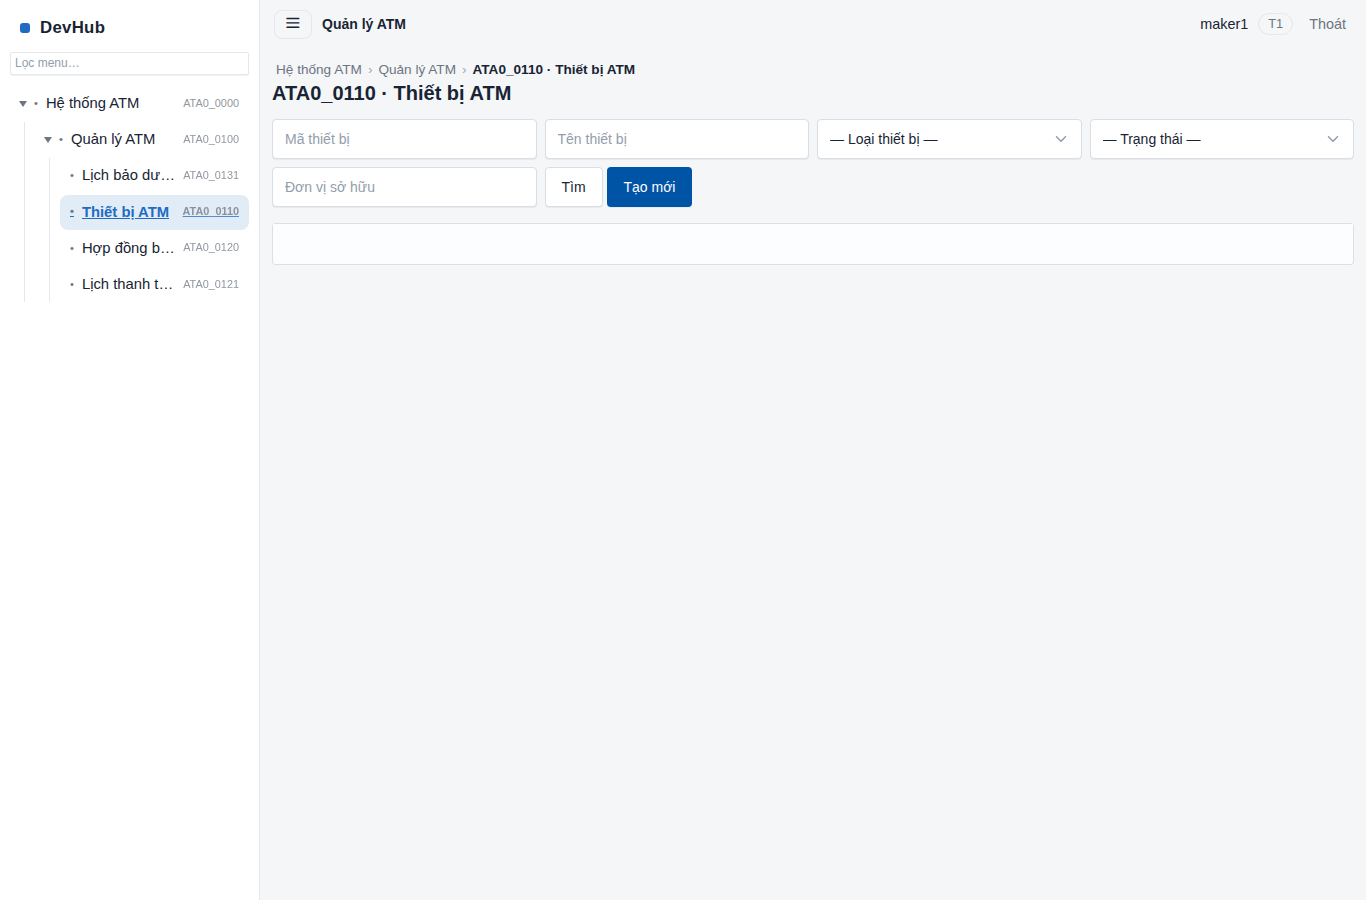 DevHub
Lọc menu…
Hệ thống ATM ATA0_0000
Quản lý ATM ATA0_0100
Lịch bảo dư… ATA0_0131
Thiết bị ATM ATA0_0110
Hợp đồng b… ATA0_0120
Lịch thanh t… ATA0_0121
Quản lý ATM
maker1 T1 Thoát
Hệ thống ATM › Quản lý ATM › ATA0_0110 · Thiết bị ATM
ATA0_0110 · Thiết bị ATM
Mã thiết bị Tên thiết bị — Loại thiết bị — — Trạng thái —
Đơn vị sở hữu Tìm Tạo mới